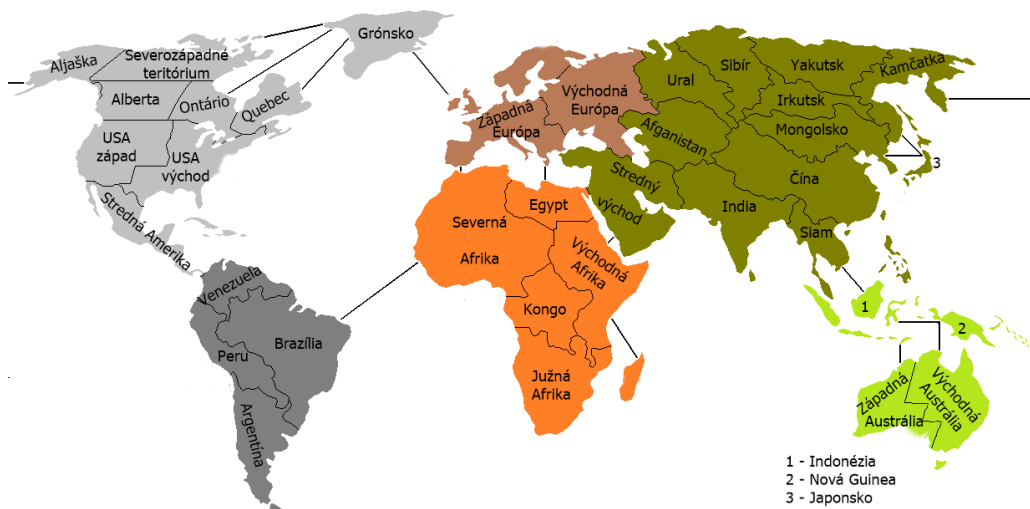 Grónsko
Aljaška
Severozápadné
teritórium
Alberta
Ontário
Quebec
USA
západ
USA
východ
Stredná Amerika
Venezuela
Peru
Brazília
Argentína
Západná
Európa
Východná
Európa
Severná
Afrika
Egypt
Východná
Afrika
Kongo
Južná
Afrika
Ural
Sibír
Yakutsk
Kamčatka
Irkutsk
Mongolsko
3
Afganistan
Stredný
východ
Čína
India
Siam
1
2
Západná
Austrália
Východná
Austrália
1 - Indonézia
2 - Nová Guinea
3 - Japonsko